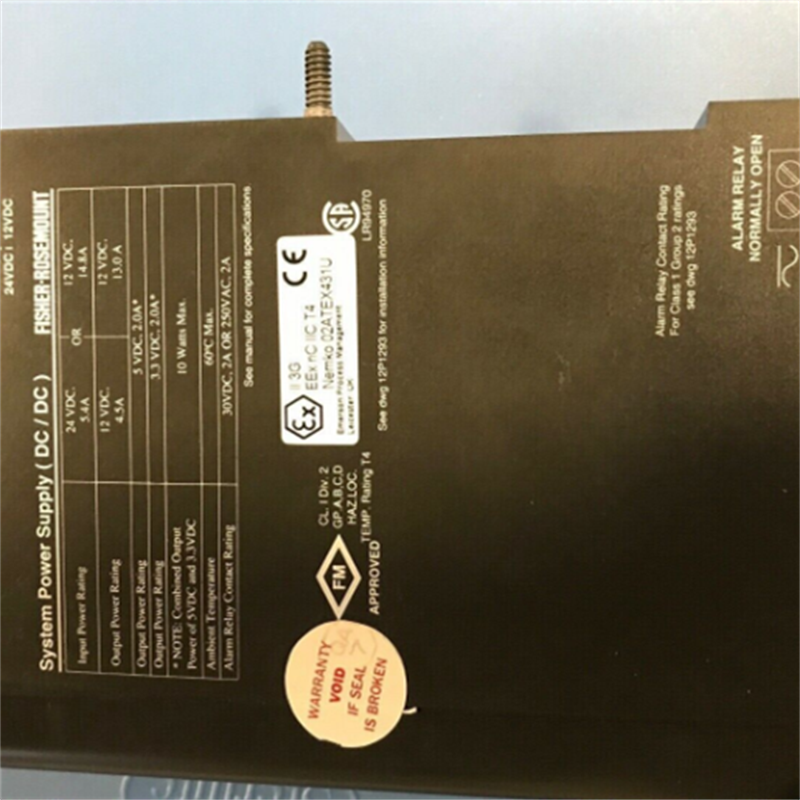 24VDC; 12VDC
System Power Supply ( DC / DC ) FISHER-ROSEMOUNT
Input Power Rating 24 VDC, 5.4A OR 12 VDC, 14.8A
Output Power Rating 12 VDC, 4.5A 12 VDC, 13.0 A
Output Power Rating 5 VDC, 2.0A*
Output Power Rating 3.3 VDC, 2.0A*
* NOTE: Combined Output
Power of 5VDC and 3.3VDC 10 Watts Max.
Ambient Temperature 60°C Max.
Alarm Relay Contact Rating 30VDC, 2A OR 250VAC, 2A
See manual for complete specifications
CE
Ex
II 3G
EEx nC IIC T4
Nemko 02ATEX431U
Emerson Process Management
Leicester UK
SA
LR94970
See dwg 12P1293 for installation information
FM
APPROVED
CL. I Div. 2
GP. A,B,C,D
HAZ.LOC.
TEMP. Rating T4
WARRANTY
VOID
IF SEAL
IS BROKEN
Alarm Relay Contact Rating
For Class 1 Group 2 ratings
see dwg 12P1293
ALARM RELAY
NORMALLY OPEN